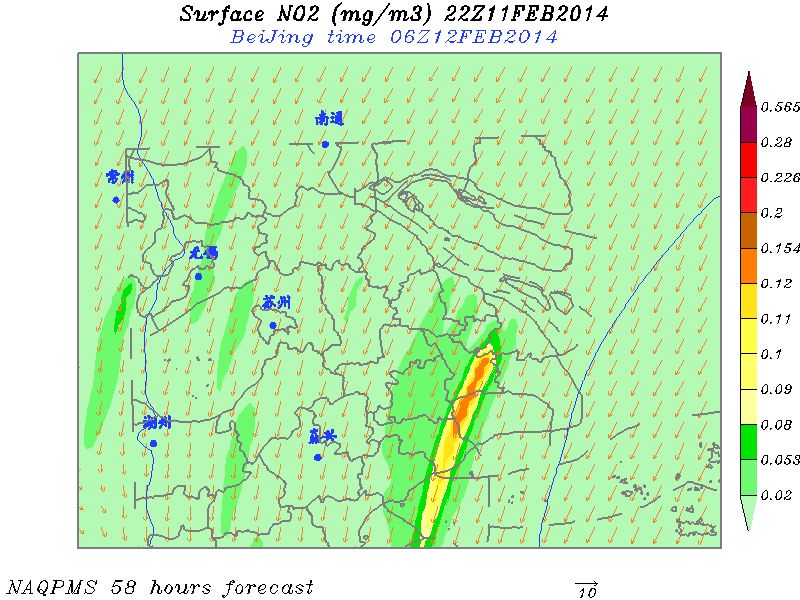 Surface NO2 (mg/m3) 22Z11FEB2014
BeiJing time 06Z12FEB2014
南通
常州
无锡
苏州
湖州
嘉兴
0.565
0.28
0.226
0.2
0.154
0.12
0.11
0.1
0.09
0.08
0.053
0.02
NAQPMS 58 hours forecast
10